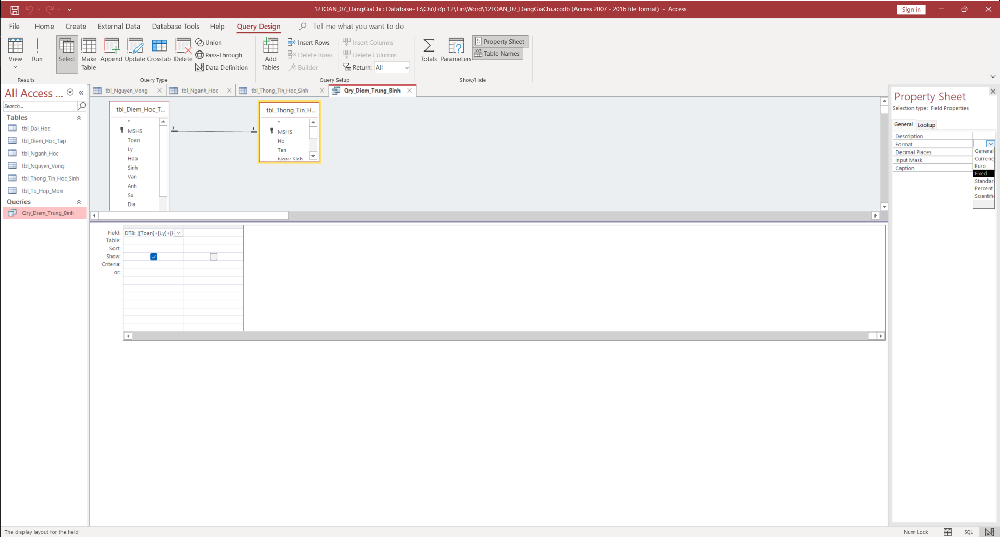 12TOAN_07_DangGiaChi : Database- E:\Chi\Lớp 12\Tin\Word\12TOAN_07_DangGiaChi.accdb (Access 2007 - 2016 file format)  -  Access
Sign in
File Home Create External Data Database Tools Help Query Design Tell me what you want to do
View
Run
Select
Make Table
Append
Update
Crosstab
Delete
Union
Pass-Through
Data Definition
Add Tables
Insert Rows
Delete Rows
Builder
Insert Columns
Delete Columns
Return: All
Totals
Parameters
Property Sheet
XYZ Table Names
Results
Query Type
Query Setup
Show/Hide
All Access ...
Search...
Tables
tbl_Dai_Hoc
tbl_Diem_Hoc_Tap
tbl_Nganh_Hoc
tbl_Nguyen_Vong
tbl_Thong_Tin_Hoc_Sinh
tbl_To_Hop_Mon
Queries
Qry_Diem_Trung_Binh
tbl_Nguyen_Vong
tbl_Nganh_Hoc
tbl_Thong_Tin_Hoc_Sinh
Qry_Diem_Trung_Binh
tbl_Diem_Hoc_T...
*
MSHS
Toan
Ly
Hoa
Sinh
Van
Anh
Su
Dia
1
1
tbl_Thong_Tin_H...
*
MSHS
Ho
Ten
Ngay_Sinh
Field: DTB: ([Toan]+[Ly]+[H
Table:
Sort:
Show:
Criteria:
or:
Property Sheet
Selection type: Field Properties
General Lookup
Description
Format
Decimal Places
Input Mask
Caption
General
Currency
Euro
Fixed
Standar
Percent
Scientific
The display layout for the field
Num Lock
SQL